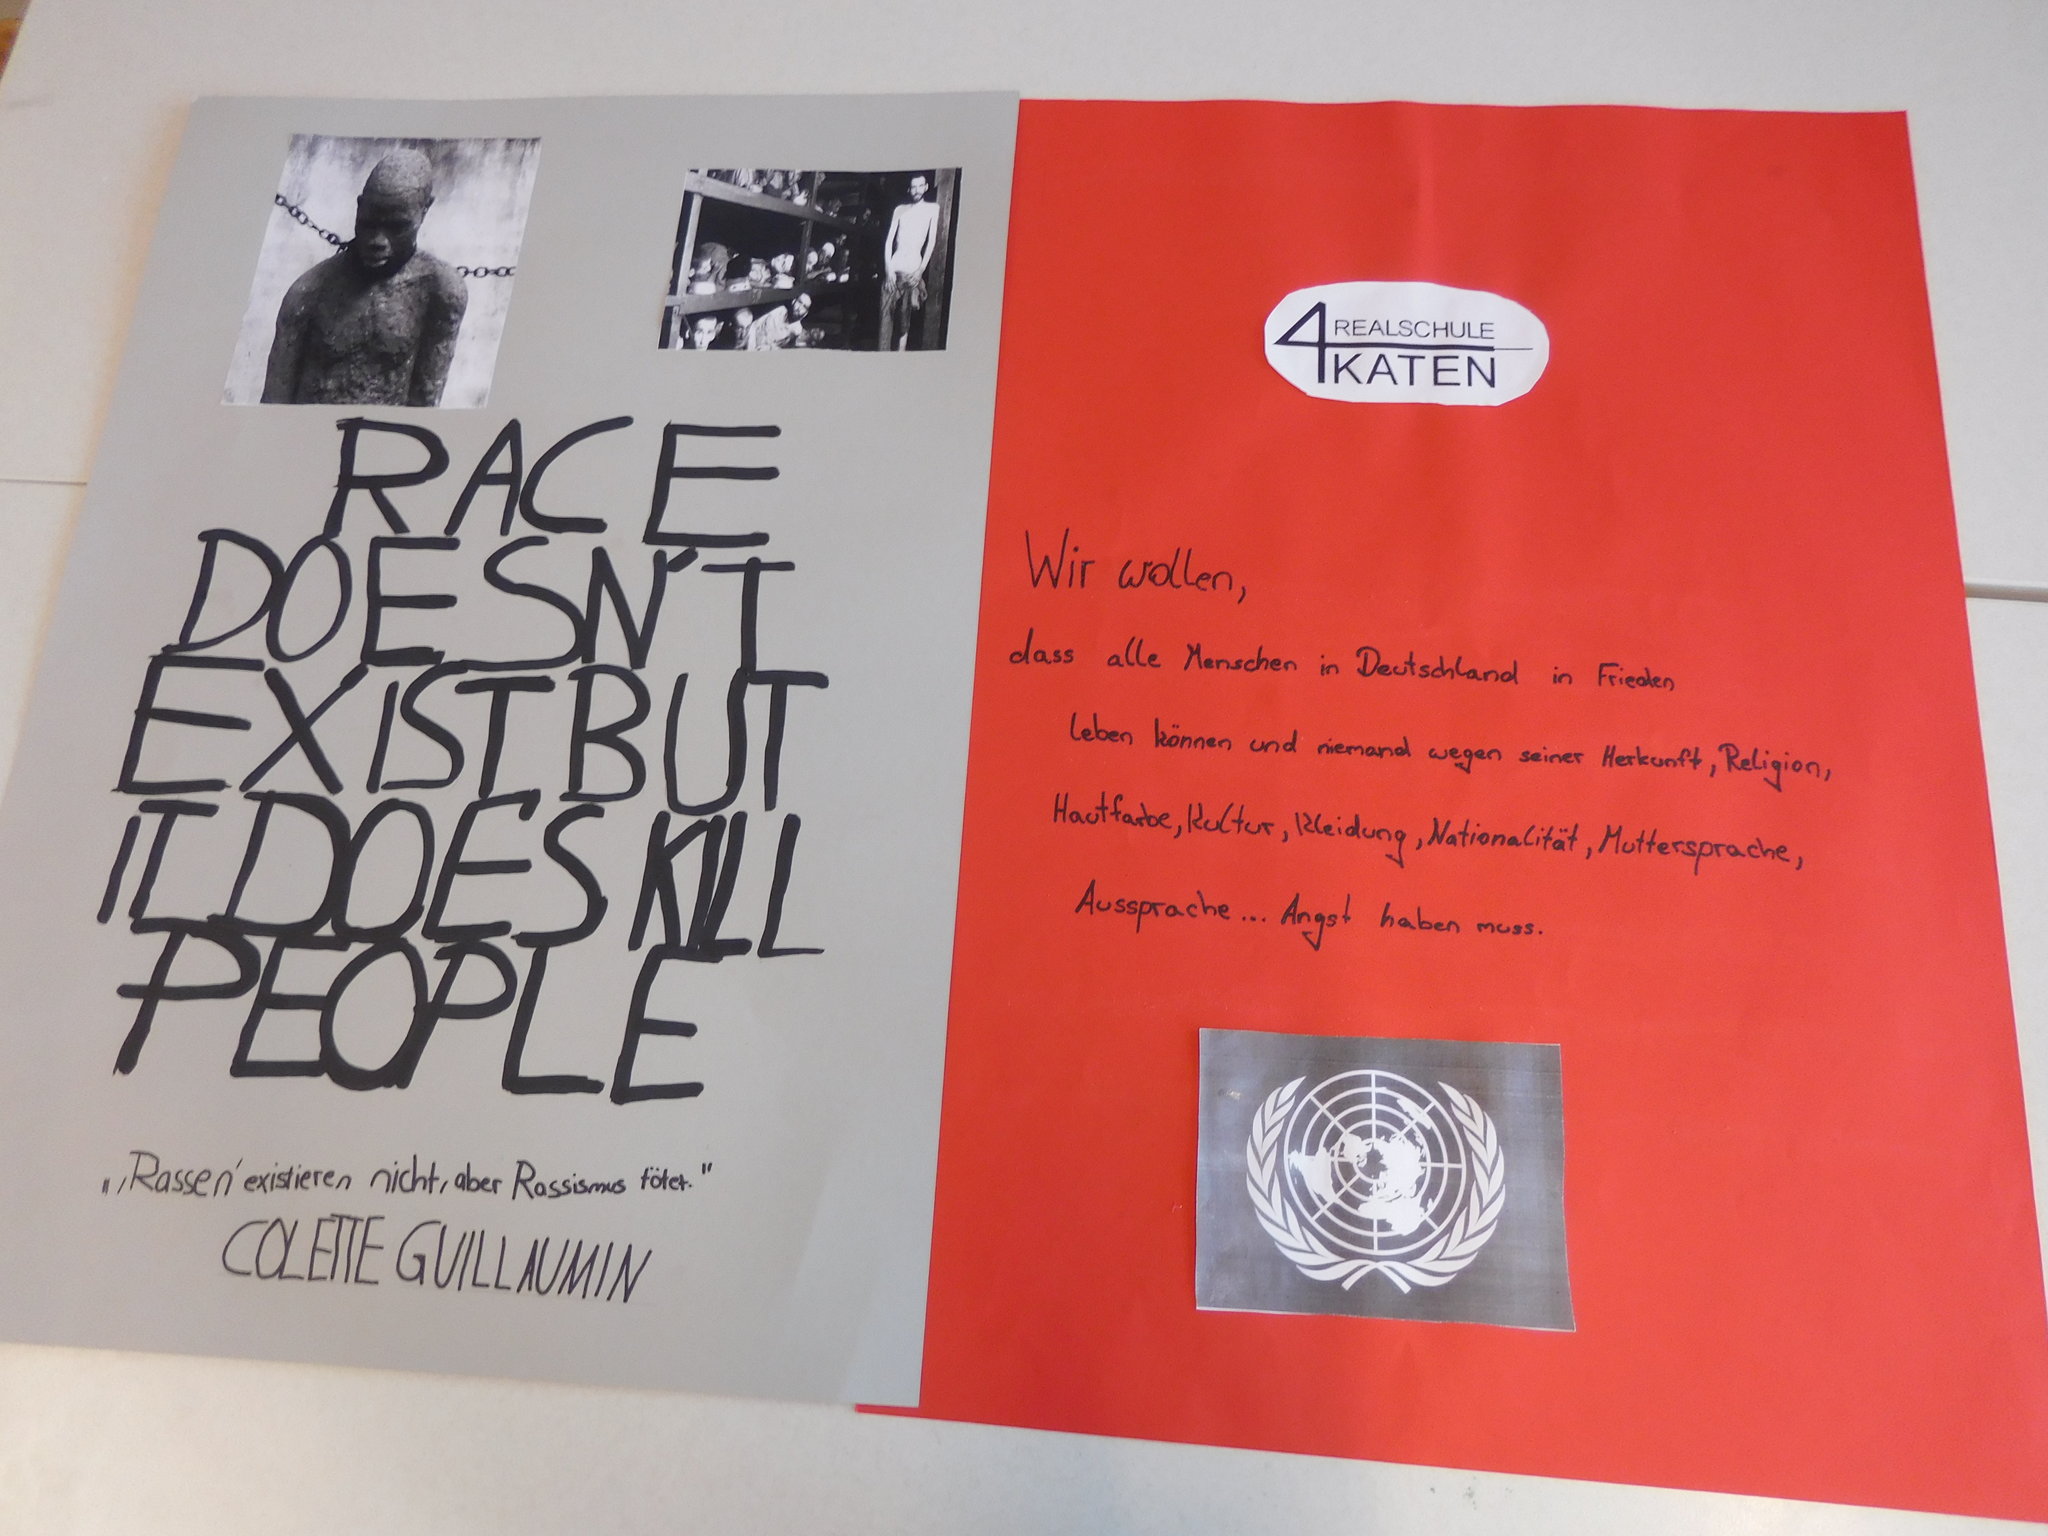 RACE
DOESN'T
EXIST BUT
IT DOES KILL
PEOPLE
„‚Rassen' existieren nicht, aber Rassismus tötet."
COLETTE GUILLAUMIN
4 REALSCHULE
KATEN
Wir wollen,
dass alle Menschen in Deutschland in Frieden
leben können und niemand wegen seiner Herkunft, Religion,
Hautfarbe, Kultur, Kleidung, Nationalität, Muttersprache,
Aussprache... Angst haben muss.